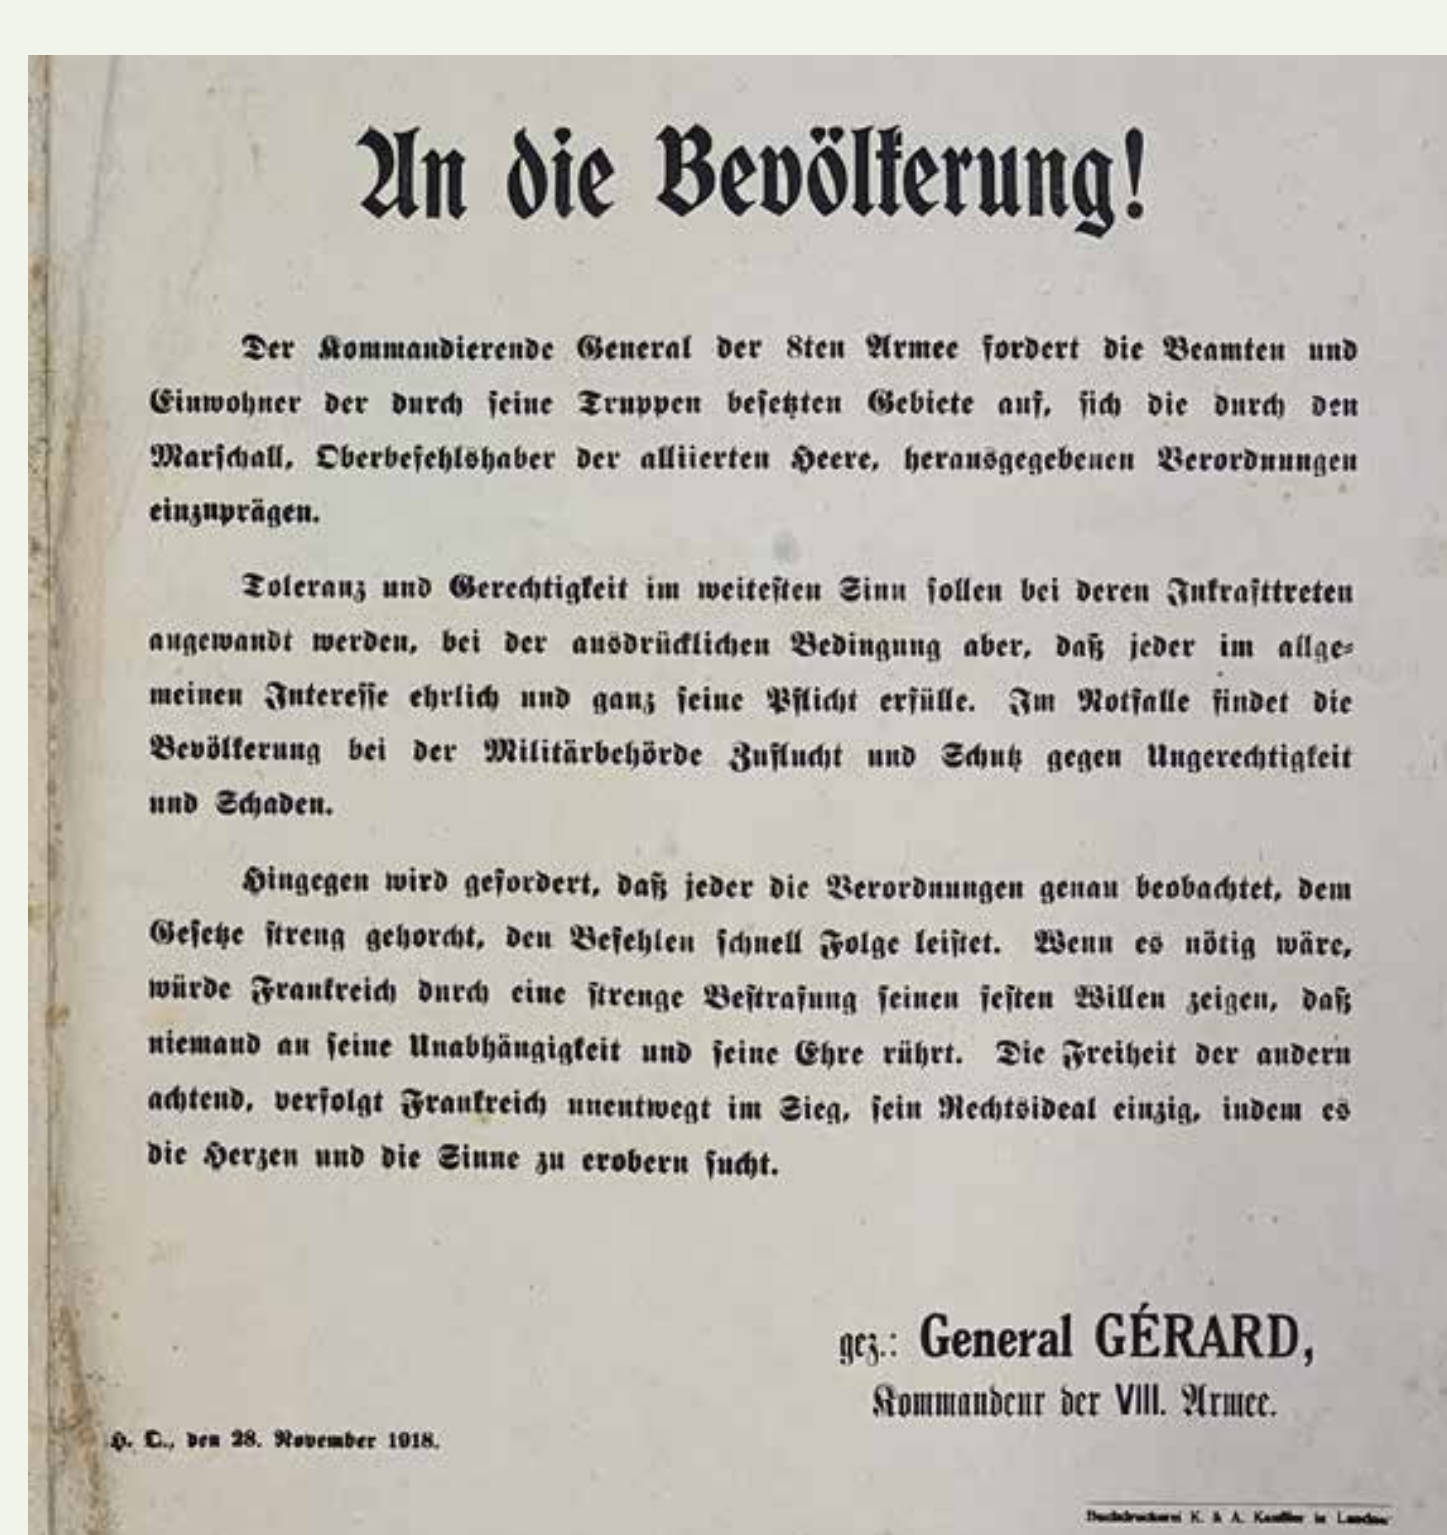 An die Bevölkerung!
Der Kommandierende General der 8ten Armee fordert die Beamten und
Einwohner der durch seine Truppen besetzten Gebiete auf, sich die durch den
Marschall, Oberbefehlshaber der alliierten Heere, herausgegebenen Verordnungen
einzuprägen.
Toleranz und Gerechtigkeit im weitesten Sinn sollen bei deren Inkrafttreten
angewandt werden, bei der ausdrücklichen Bedingung aber, daß jeder im allge-
meinen Interesse ehrlich und ganz seine Pflicht erfülle. Im Notfalle findet die
Bevölkerung bei der Militärbehörde Zuflucht und Schutz gegen Ungerechtigkeit
und Schaden.
Hingegen wird gefordert, daß jeder die Verordnungen genau beobachtet, dem
Gesetze streng gehorcht, den Befehlen schnell Folge leistet. Wenn es nötig wäre,
würde Frankreich durch eine strenge Bestrafung seinen festen Willen zeigen, daß
niemand an seine Unabhängigkeit und seine Ehre rührt. Die Freiheit der andern
achtend, verfolgt Frankreich unentwegt im Sieg, sein Rechtsideal einzig, indem es
die Herzen und die Sinne zu erobern sucht.
gez.: General GÉRARD,
Kommandeur der VIII. Armee.
H. Q., den 28. November 1918.
Buchdruckerei K. & A. Kaußler in Landau